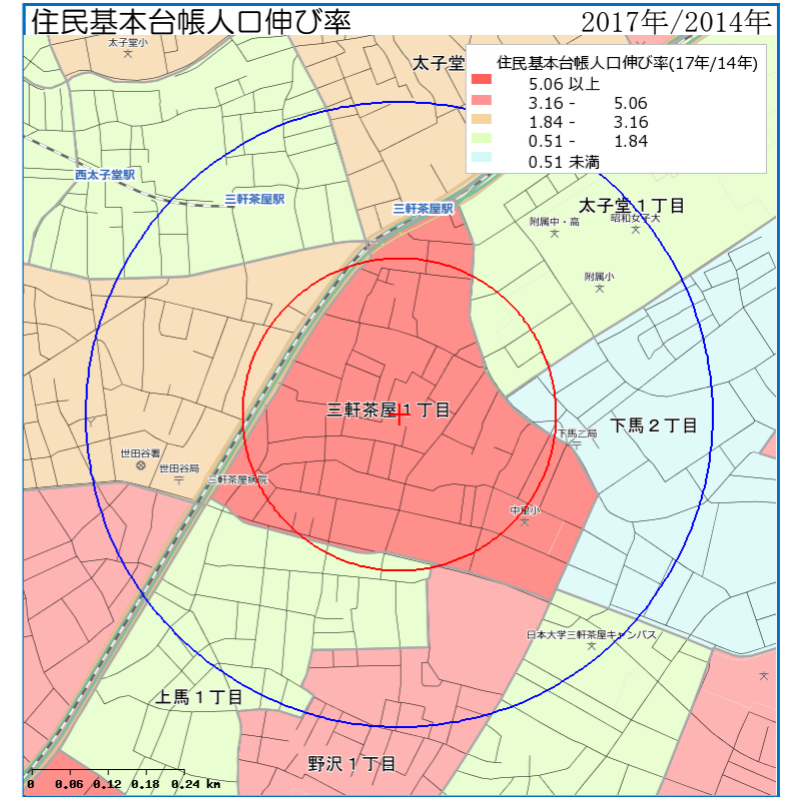 住民基本台帳人口伸び率
2017年/2014年
太子堂小
太子堂
住民基本台帳人口伸び率(17年/14年)
5.06 以上
3.16 - 5.06
1.84 - 3.16
0.51 - 1.84
0.51 未満
西太子堂駅
三軒茶屋駅
三軒茶屋駅
太子堂1丁目
附属中・高
昭和女子大
附属小
三軒茶屋1丁目
下馬2丁目
下馬二局
世田谷署
世田谷局
三軒茶屋病院
中里小
日本大学三軒茶屋キャンパス
上馬1丁目
野沢1丁目
0 0.06 0.12 0.18 0.24 km